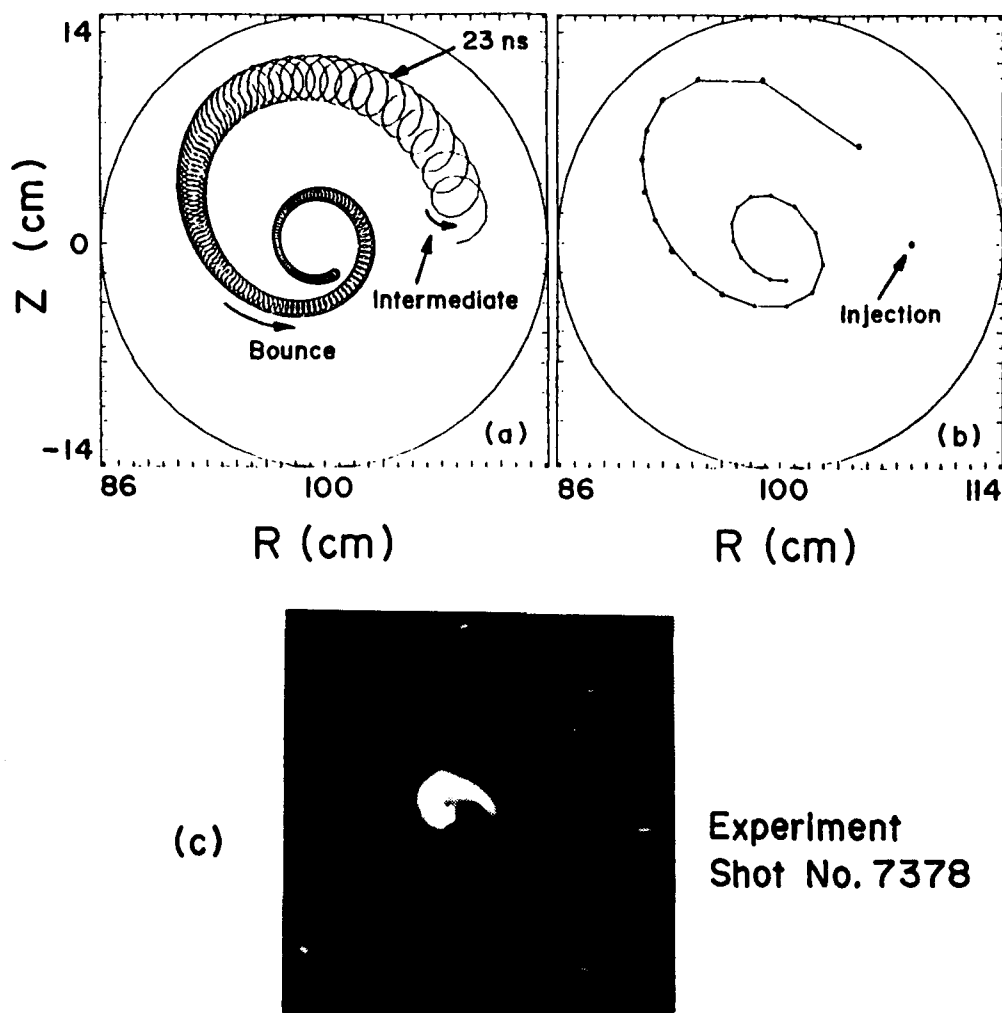 14
0
-14
Z (cm)
23 ns
Intermediate
Bounce
(a)
86
100
R (cm)
Injection
(b)
86
100
114
R (cm)
(c)
Experiment
Shot No. 7378